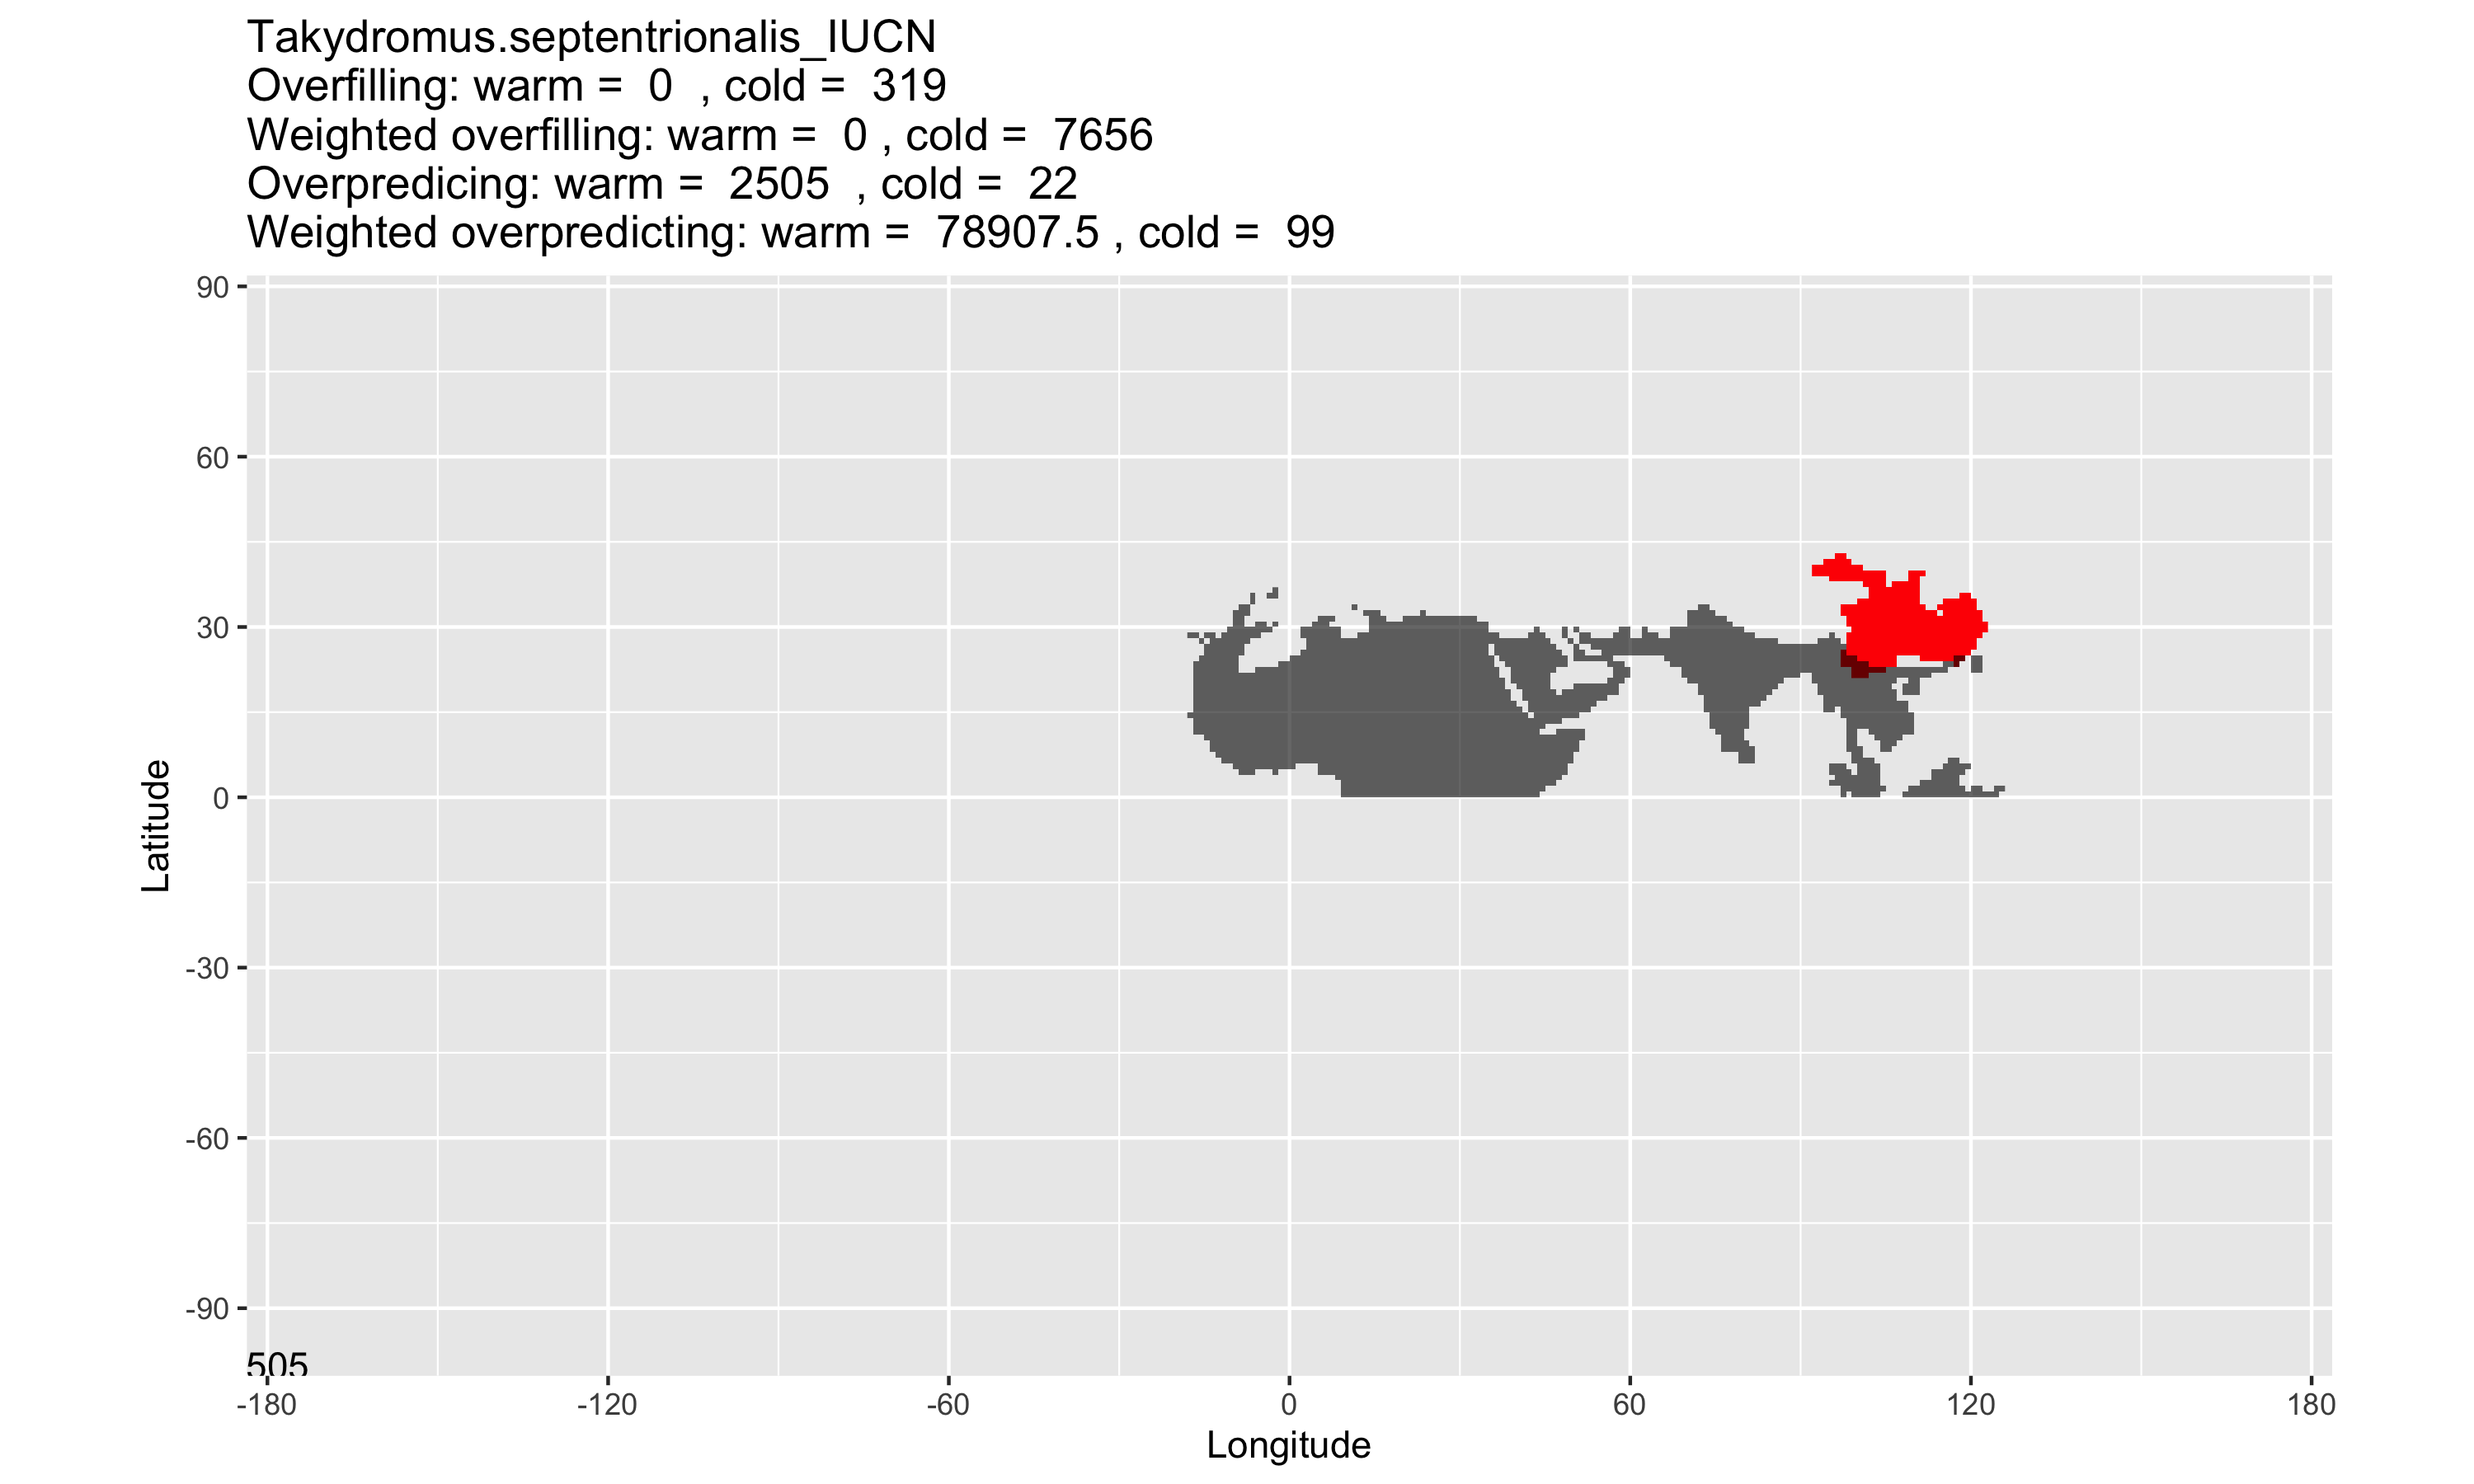 Takydromus.septentrionalis_IUCN
Overfilling: warm =  0  , cold =  319
Weighted overfilling: warm =  0 , cold =  7656
Overpredicing: warm =  2505  , cold =  22
Weighted overpredicting: warm =  78907.5 , cold =  99
90
60
30
0
-30
-60
-90
Latitude
505
-180
-120
-60
0
60
120
180
Longitude